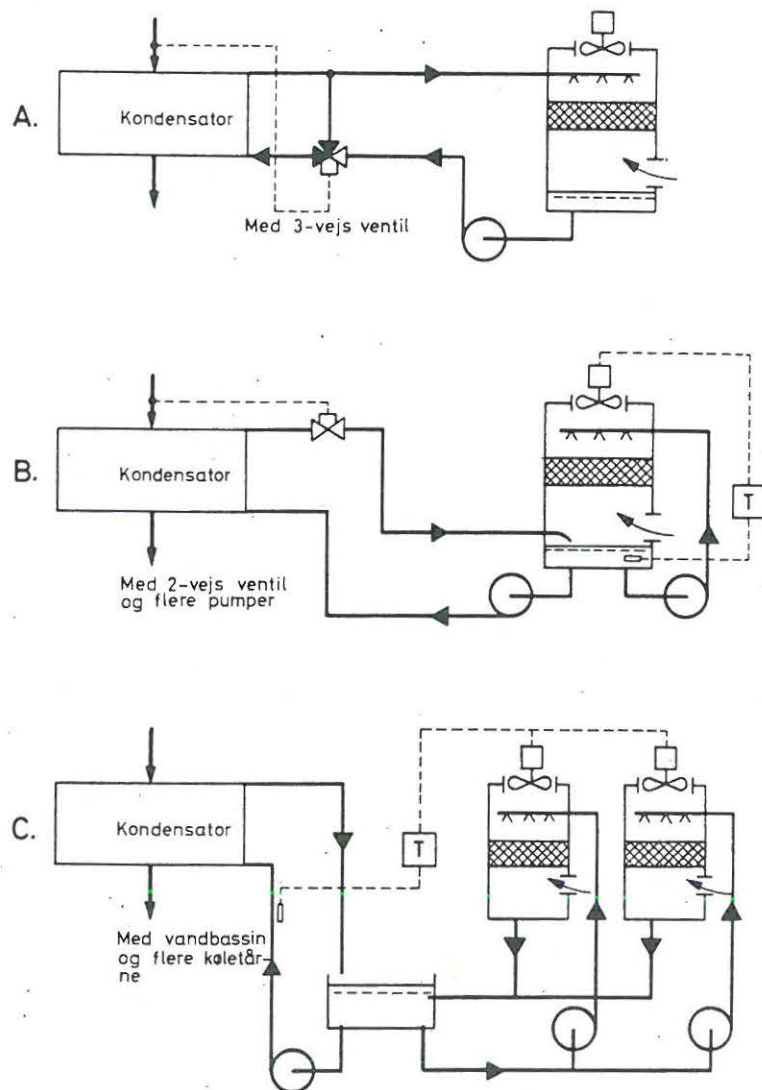 A.
Kondensator
Med 3-vejs ventil
B.
Kondensator
T
Med 2-vejs ventil
og flere pumper
C.
Kondensator
T
Med vandbassin
og flere køletår-
ne